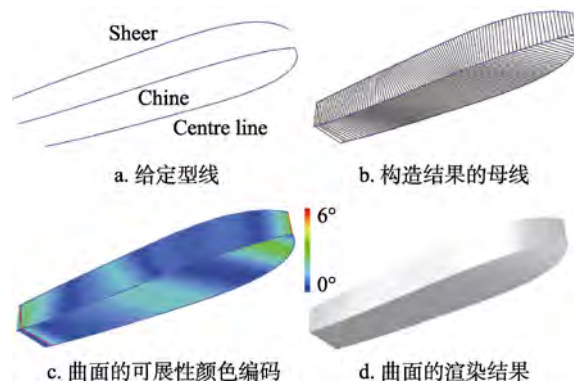 Sheer
Chine
Centre line
a. 给定型线
b. 构造结果的母线
6°
0°
c. 曲面的可展性颜色编码
d. 曲面的渲染结果